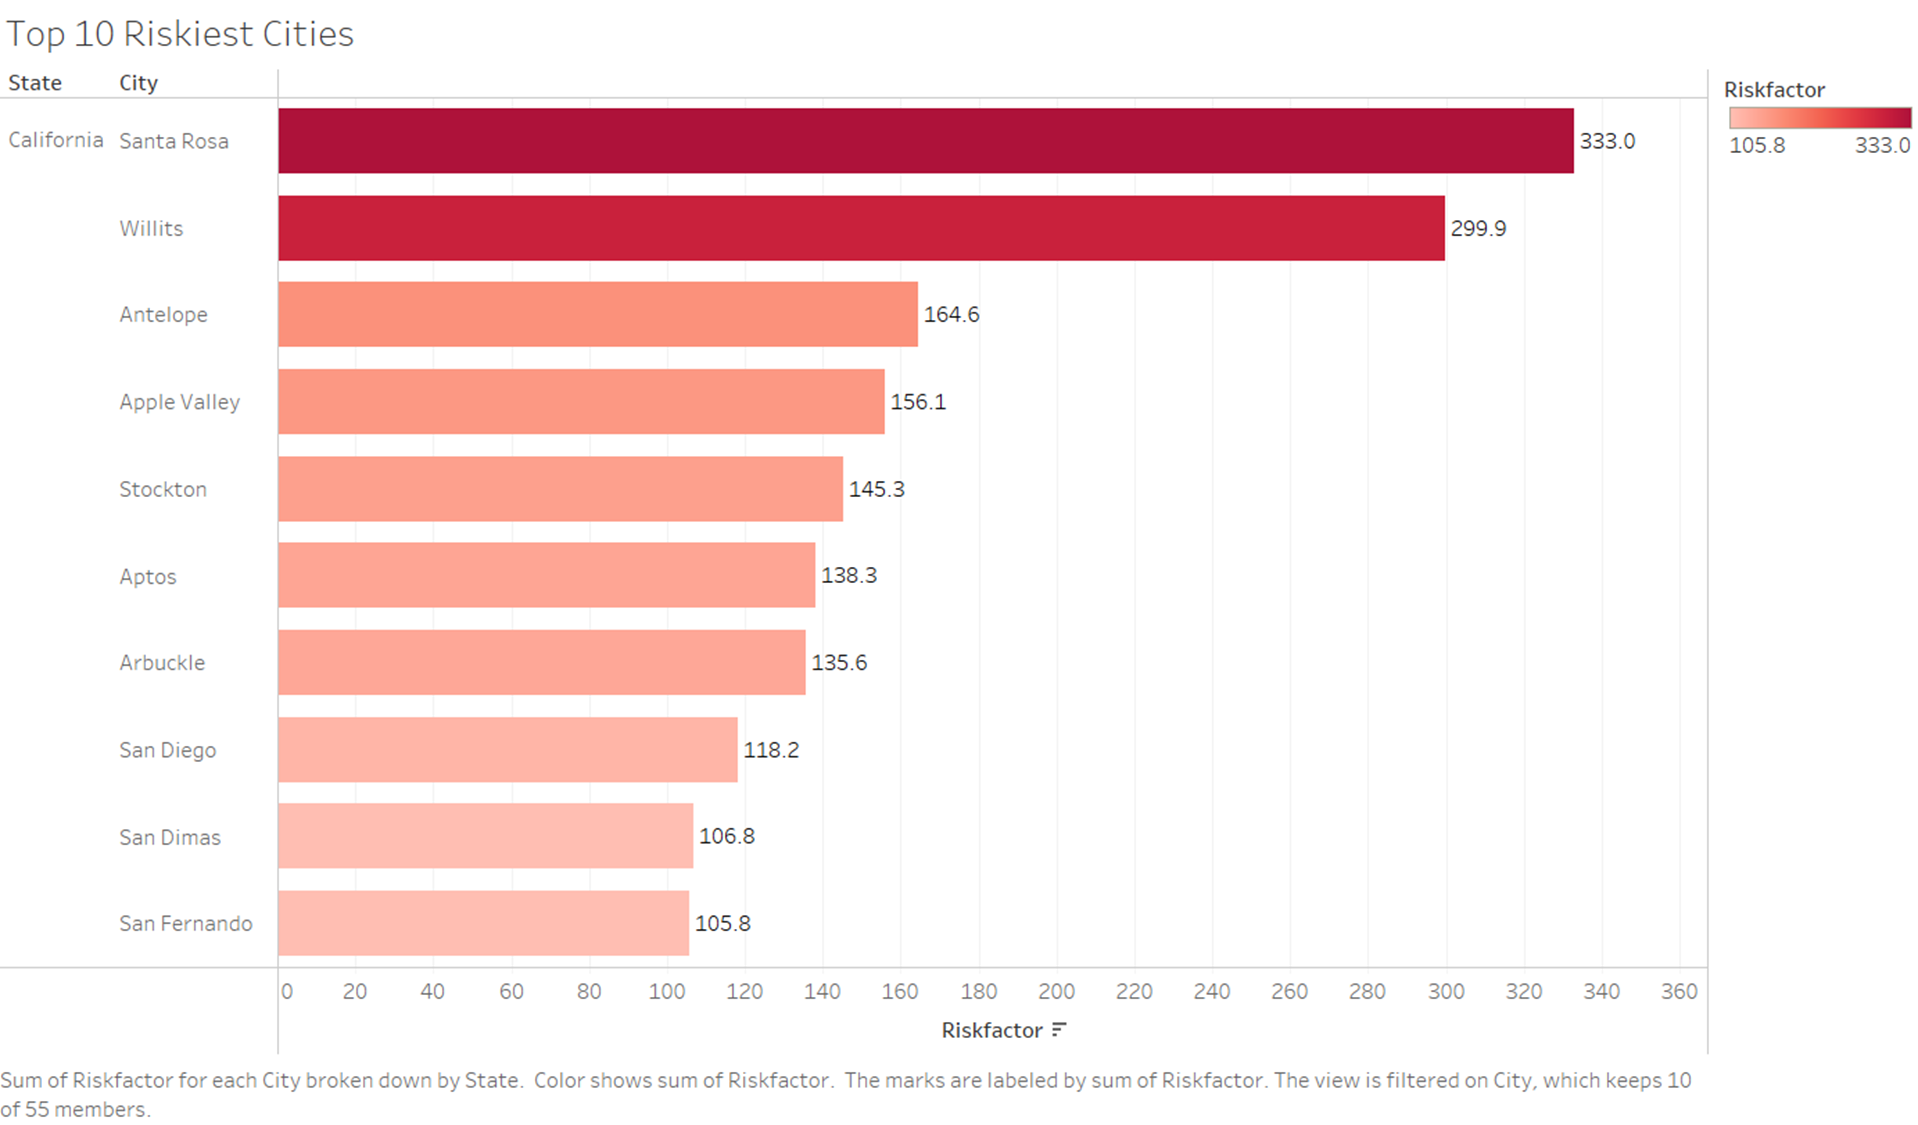 Top 10 Riskiest Cities
State City
Riskfactor
105.8 333.0
California Santa Rosa 333.0
Willits 299.9
Antelope 164.6
Apple Valley 156.1
Stockton 145.3
Aptos 138.3
Arbuckle 135.6
San Diego 118.2
San Dimas 106.8
San Fernando 105.8
0 20 40 60 80 100 120 140 160 180 200 220 240 260 280 300 320 340 360
Riskfactor
Sum of Riskfactor for each City broken down by State.  Color shows sum of Riskfactor.  The marks are labeled by sum of Riskfactor. The view is filtered on City, which keeps 10
of 55 members.